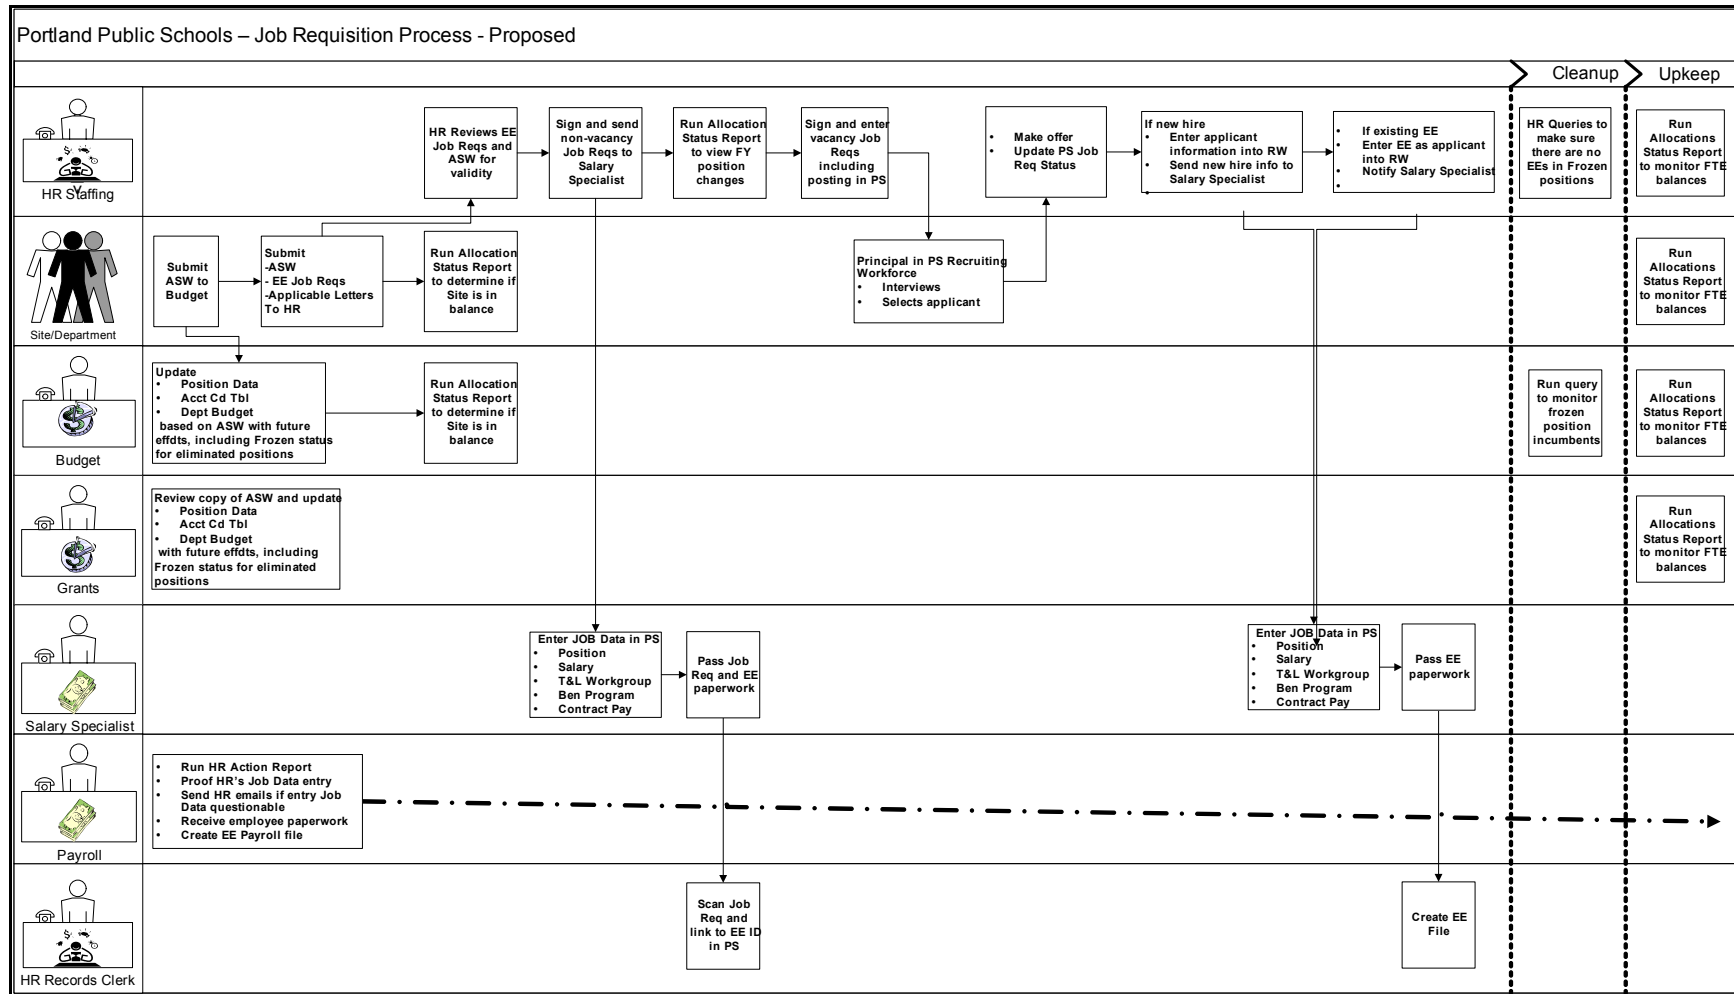 Portland Public Schools – Job Requisition Process - Proposed
Cleanup
Upkeep
HR Staffing
HR Reviews EE
Job Reqs and
ASW for
validity
Sign and send
non-vacancy
Job Reqs to
Salary
Specialist
Run Allocation
Status Report
to view FY
position
changes
Sign and enter
vacancy Job
Reqs
including
posting in PS
• Make offer
• Update PS Job
Req Status
If new hire
• Enter applicant
information into RW
• Send new hire info to
Salary Specialist
•
• If existing EE
• Enter EE as applicant
into RW
• Notify Salary Specialist
•
HR Queries to
make sure
there are no
EEs in Frozen
positions
Run
Allocations
Status Report
to monitor FTE
balances
Site/Department
Submit
ASW to
Budget
Submit
-ASW
- EE Job Reqs
-Applicable Letters
To HR
Run Allocation
Status Report
to determine if
Site is in
balance
Principal in PS Recruiting
Workforce
• Interviews
• Selects applicant
Run
Allocations
Status Report
to monitor FTE
balances
Budget
Update
• Position Data
• Acct Cd Tbl
• Dept Budget
based on ASW with future
effdts, including Frozen status
for eliminated positions
Run Allocation
Status Report
to determine if
Site is in
balance
Run query
to monitor
frozen
position
incumbents
Run
Allocations
Status Report
to monitor FTE
balances
Grants
Review copy of ASW and update
• Position Data
• Acct Cd Tbl
• Dept Budget
with future effdts, including
Frozen status for eliminated
positions
Run
Allocations
Status Report
to monitor FTE
balances
Salary Specialist
Enter JOB Data in PS
• Position
• Salary
• T&L Workgroup
• Ben Program
• Contract Pay
Pass Job
Req and EE
paperwork
Enter JOB Data in PS
• Position
• Salary
• T&L Workgroup
• Ben Program
• Contract Pay
Pass EE
paperwork
Payroll
• Run HR Action Report
• Proof HR's Job Data entry
• Send HR emails if entry Job
Data questionable
• Receive employee paperwork
• Create EE Payroll file
HR Records Clerk
Scan Job
Req and
link to EE ID
in PS
Create EE
File